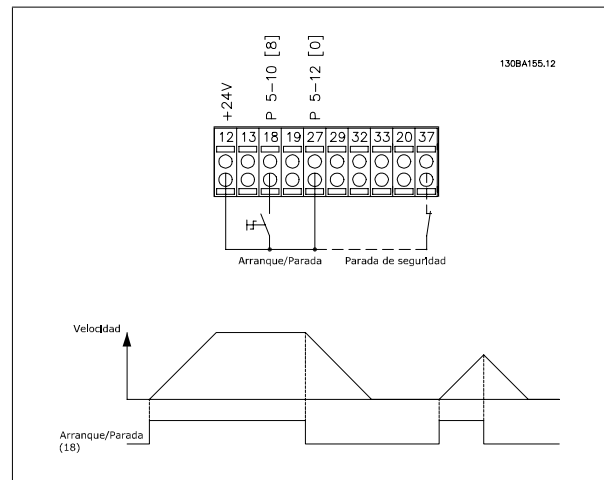 130BA155.12
+24V
P 5-10 [8]
P 5-12 [0]
12 13 18 19 27 29 32 33 20 37
Arranque/Parada
Parada de seguridad
Velocidad
Arranque/Parada
(18)